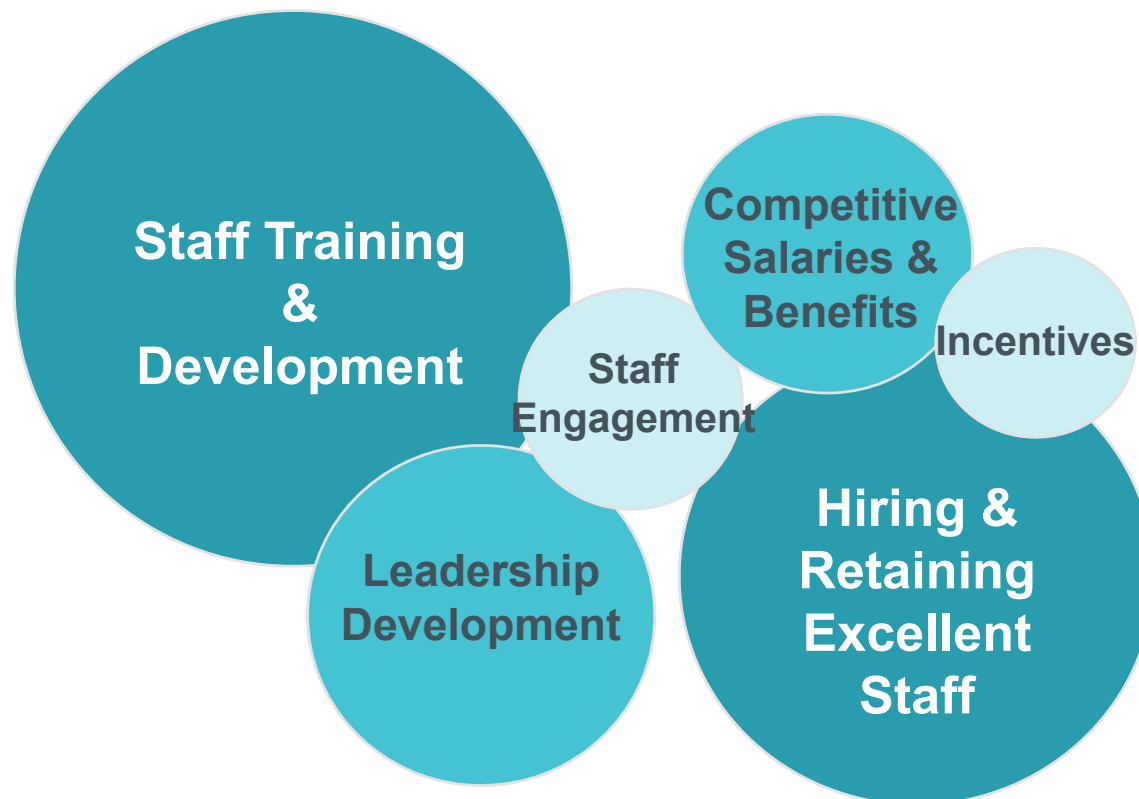 Staff Training
&
Development
Competitive
Salaries &
Benefits
Incentives
Staff
Engagement
Leadership
Development
Hiring &
Retaining
Excellent
Staff